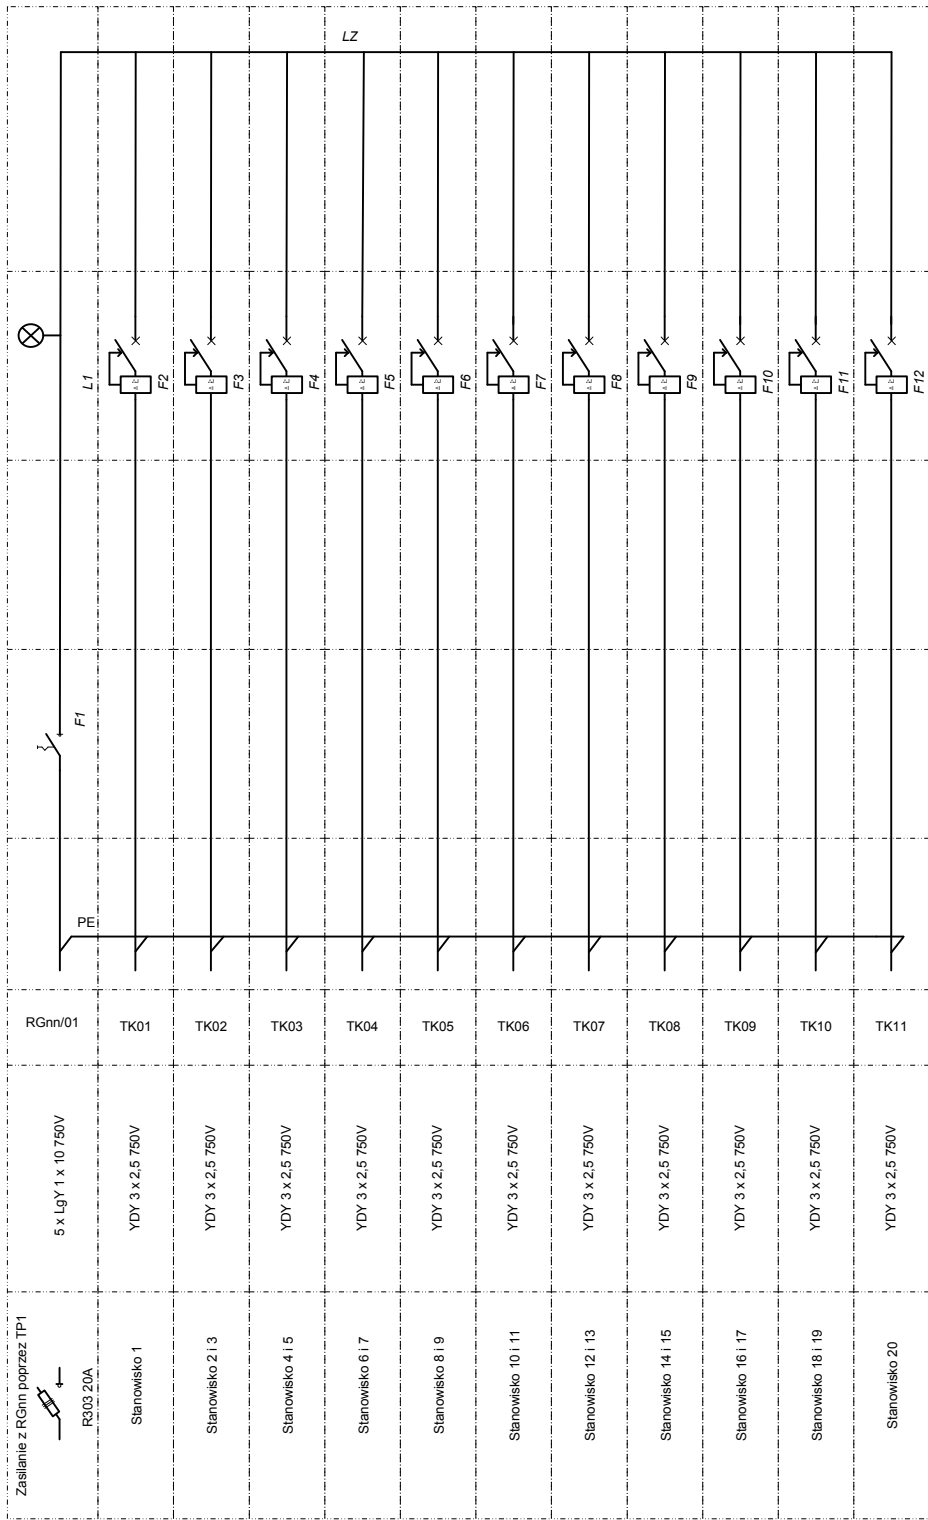 LZ
L1
F2
F3
F4
F5
F6
F7
F8
F9
F10
F11
F12
F1
PE
RGnn/01
TK01
TK02
TK03
TK04
TK05
TK06
TK07
TK08
TK09
TK10
TK11
5 x LgY 1 x 10 750V
YDY 3 x 2,5 750V
YDY 3 x 2,5 750V
YDY 3 x 2,5 750V
YDY 3 x 2,5 750V
YDY 3 x 2,5 750V
YDY 3 x 2,5 750V
YDY 3 x 2,5 750V
YDY 3 x 2,5 750V
YDY 3 x 2,5 750V
YDY 3 x 2,5 750V
YDY 3 x 2,5 750V
Zasilanie z RGnn poprzez TP1
R303 20A
Stanowisko 1
Stanowisko 2 i 3
Stanowisko 4 i 5
Stanowisko 6 i 7
Stanowisko 8 i 9
Stanowisko 10 i 11
Stanowisko 12 i 13
Stanowisko 14 i 15
Stanowisko 16 i 17
Stanowisko 18 i 19
Stanowisko 20